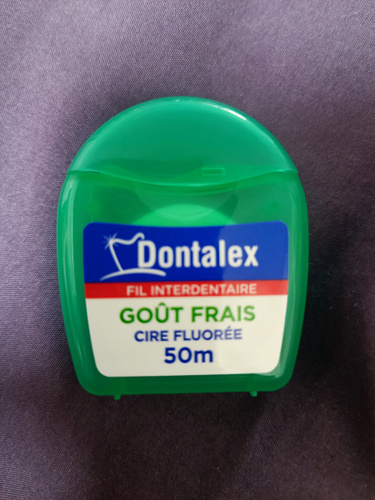 Dontalex
FIL INTERDENTAIRE
GOÛT FRAIS
CIRE FLUORÉE
50m